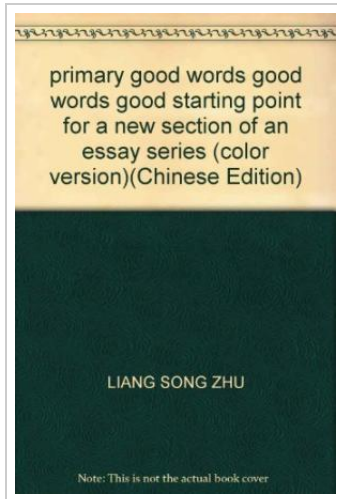 primary good words good
words good starting point
for a new section of an
essay series (color
version)(Chinese Edition)
LIANG SONG ZHU
Note: This is not the actual book cover